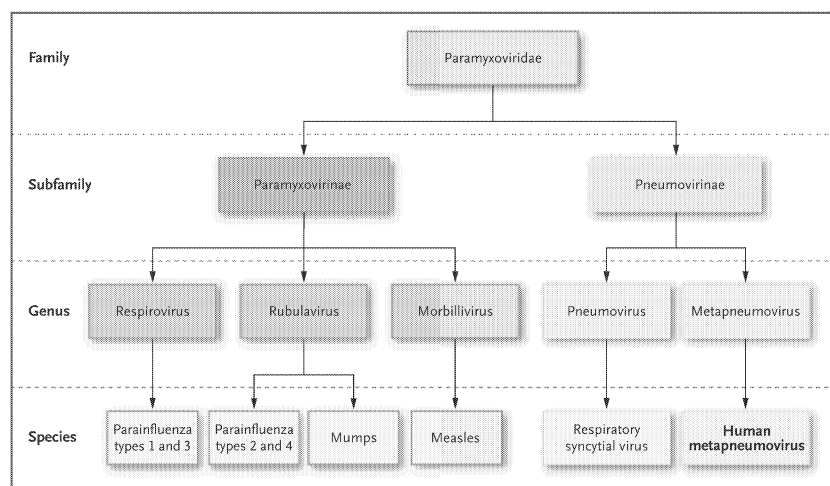 Family
Paramyxoviridae
Subfamily
Paramyxovirinae
Pneumovirinae
Genus
Respirovirus
Rubulavirus
Morbillivirus
Pneumovirus
Metapneumovirus
Species
Parainfluenza
types 1 and 3
Parainfluenza
types 2 and 4
Mumps
Measles
Respiratory
syncytial virus
Human
metapneumovirus